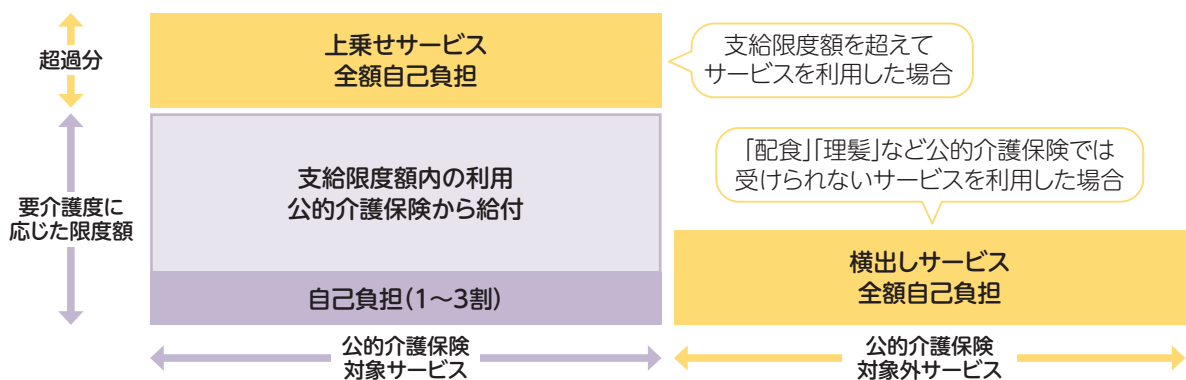 超過分
上乗せサービス
全額自己負担
支給限度額を超えて
サービスを利用した場合
要介護度に
応じた限度額
支給限度額内の利用
公的介護保険から給付
自己負担(1〜3割)
「配食」「理髪」など公的介護保険では
受けられないサービスを利用した場合
横出しサービス
全額自己負担
公的介護保険
対象サービス
公的介護保険
対象外サービス